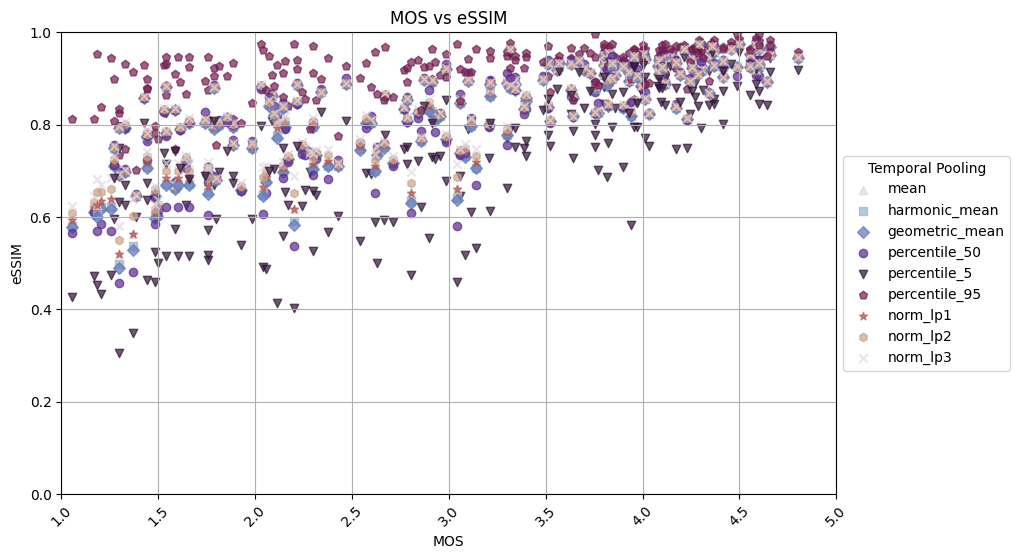 MOS vs eSSIM
eSSIM
1.0
0.8
0.6
0.4
0.2
0.0
1.0
1.5
2.0
2.5
3.0
3.5
4.0
4.5
5.0
MOS
Temporal Pooling
mean
harmonic_mean
geometric_mean
percentile_50
percentile_5
percentile_95
norm_lp1
norm_lp2
norm_lp3